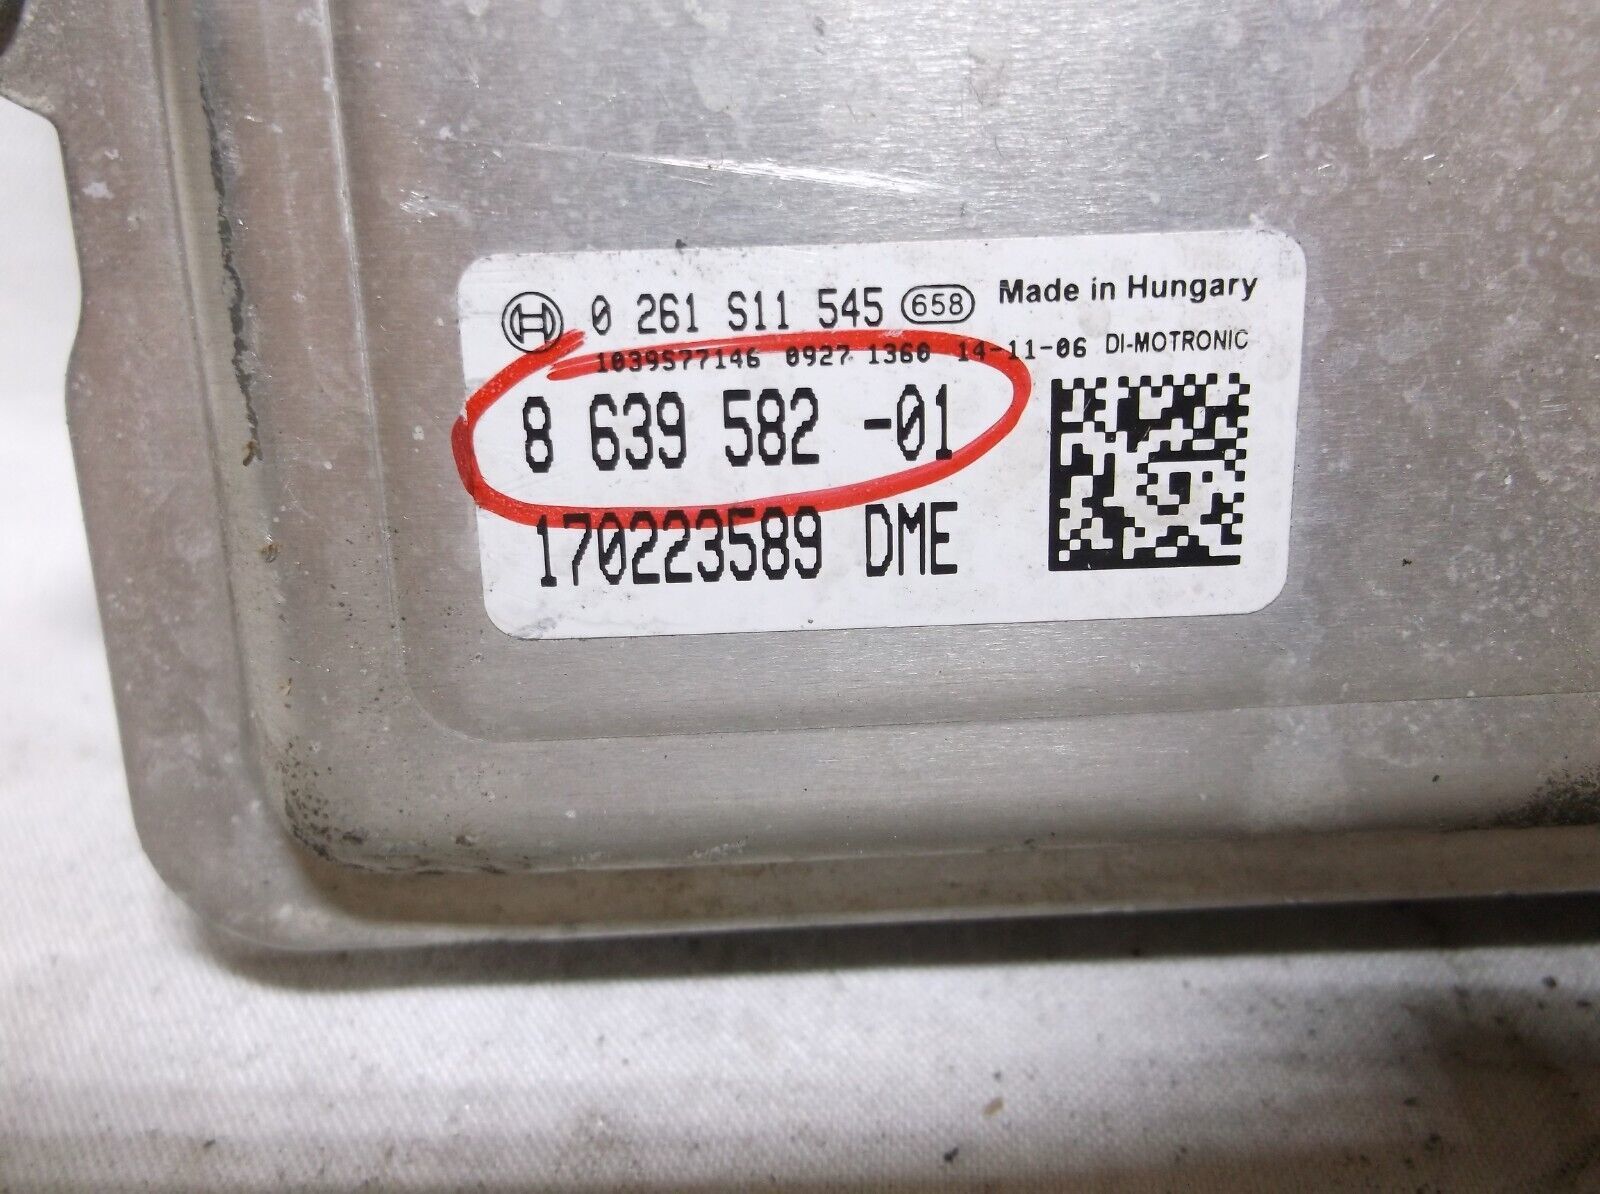 0 261 S11 545 658 Made in Hungary
1039S77146 0927 1360 14-11-06 DI-MOTRONIC
8 639 582 -01
170223589 DME